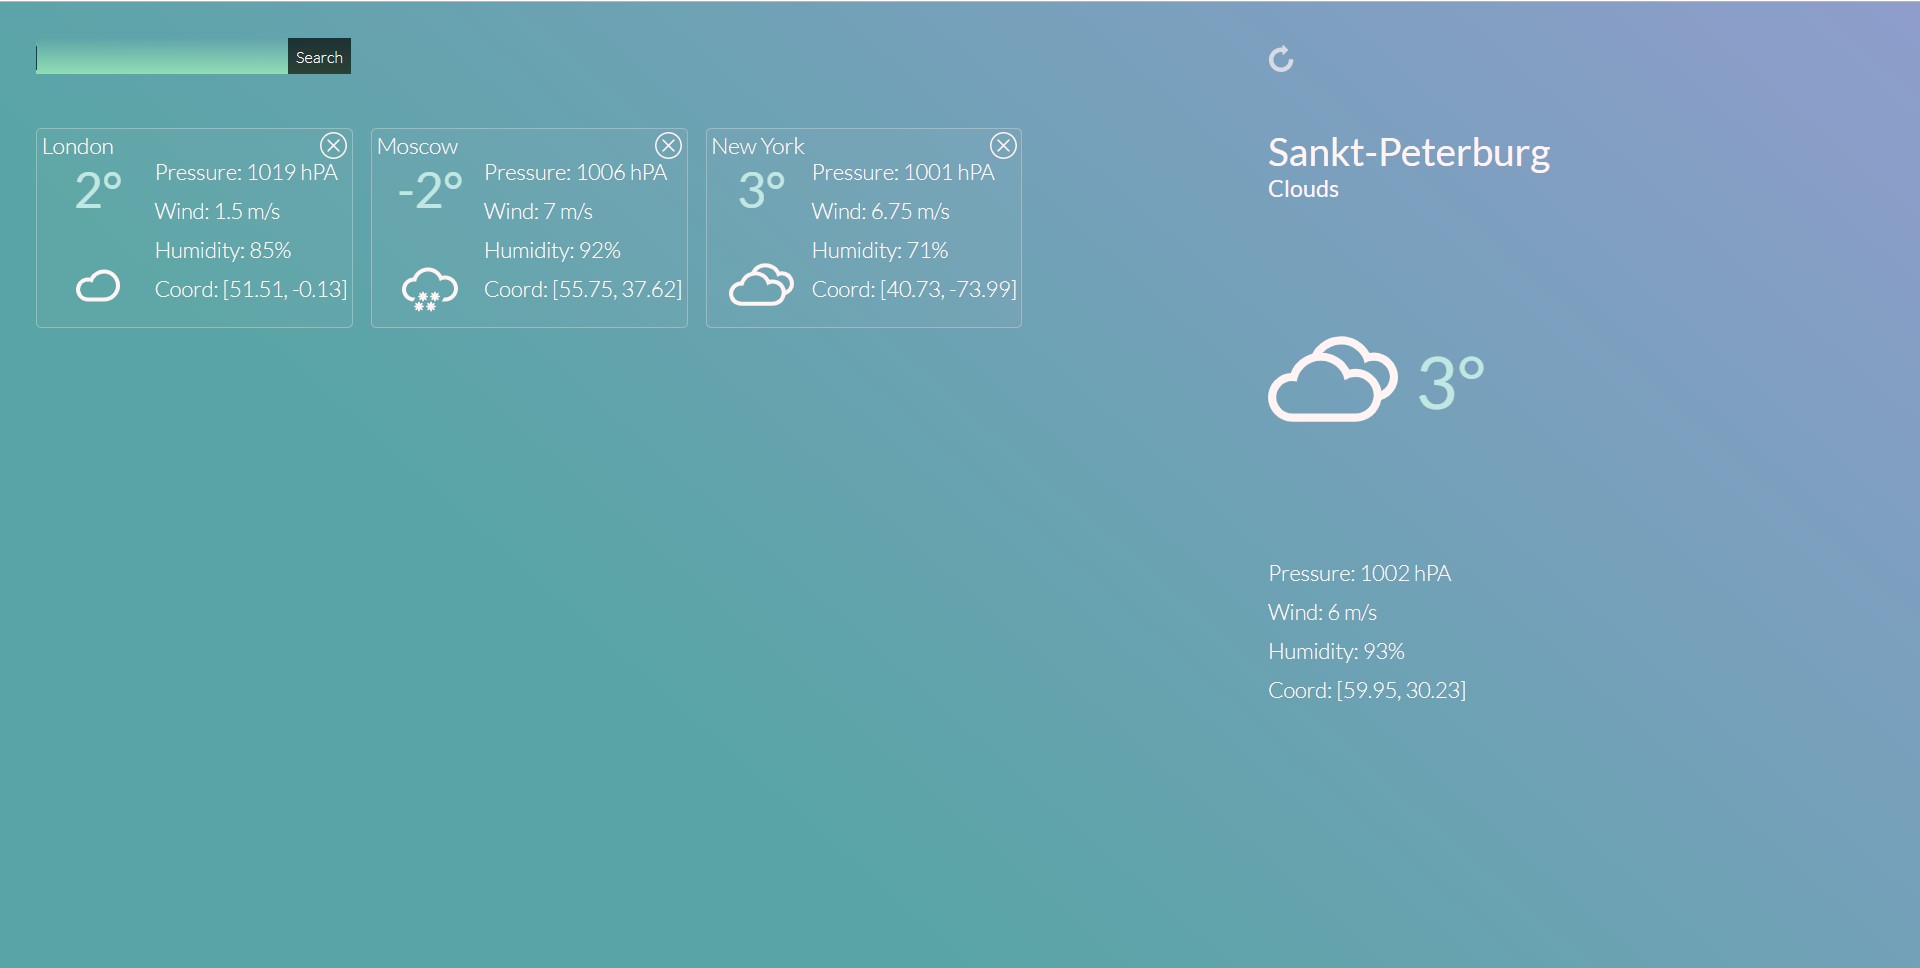 Search
London
2°
Pressure: 1019 hPA
Wind: 1.5 m/s
Humidity: 85%
Coord: [51.51, -0.13]
Moscow
-2°
Pressure: 1006 hPA
Wind: 7 m/s
Humidity: 92%
Coord: [55.75, 37.62]
New York
3°
Pressure: 1001 hPA
Wind: 6.75 m/s
Humidity: 71%
Coord: [40.73, -73.99]
Sankt-Peterburg
Clouds
3°
Pressure: 1002 hPA
Wind: 6 m/s
Humidity: 93%
Coord: [59.95, 30.23]